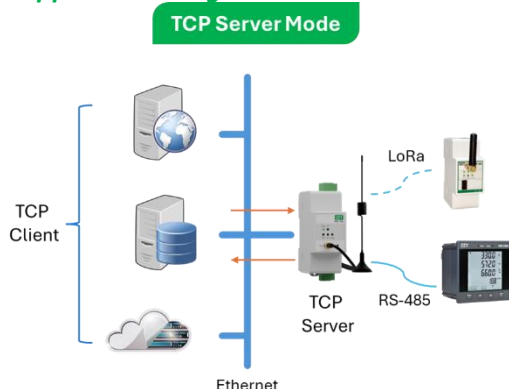 TCP Server Mode
TCP
Client
LoRa
TCP
Server
RS-485
Ethernet